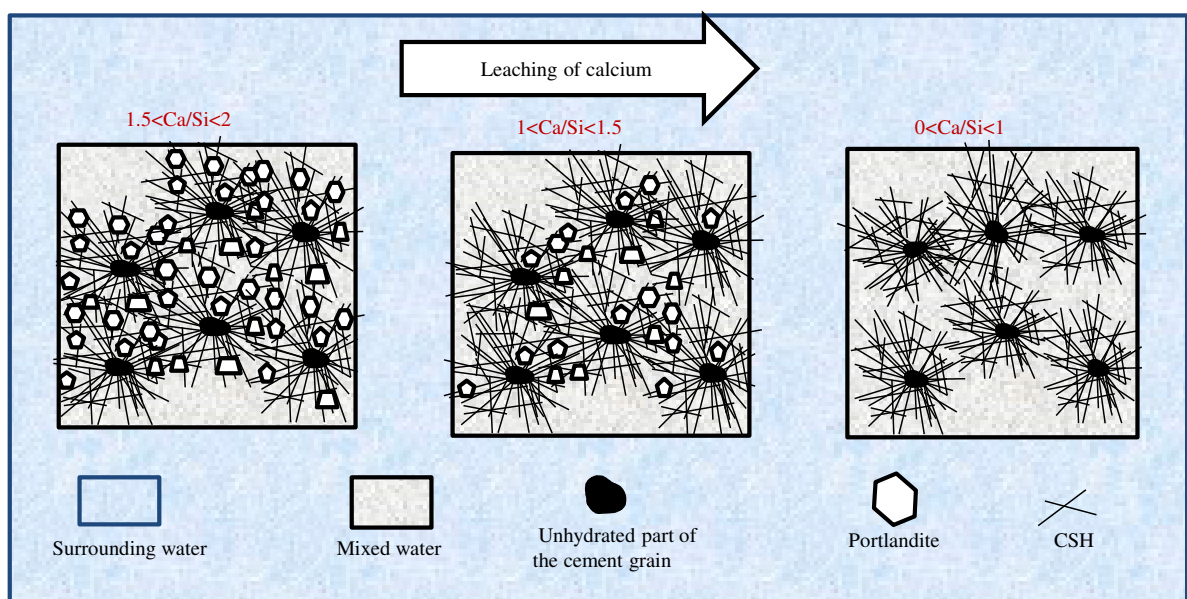 Leaching of calcium
1.5<Ca/Si<2
1<Ca/Si<1.5
0<Ca/Si<1
Surrounding water
Mixed water
Unhydrated part of
the cement grain
Portlandite
CSH